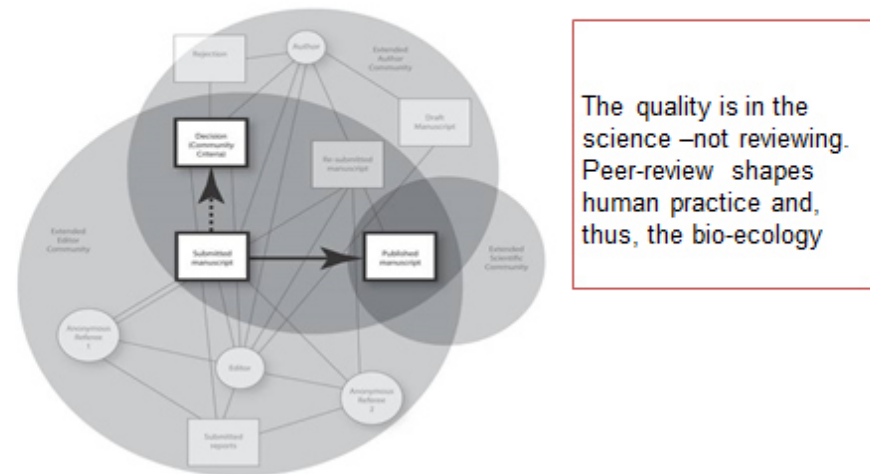 Rejection
Author
Extended
Author
Community
Draft
Manuscript
Decision
(Community
Criteria)
Re-submitted
manuscript
Extended
Editor
Community
Submitted
manuscript
Published
manuscript
Extended
Scientific
Community
Anonymous
Referee
1
Editor
Anonymous
Referee
2
Submitted
reports
The quality is in the
science –not reviewing.
Peer-review shapes
human practice and,
thus, the bio-ecology